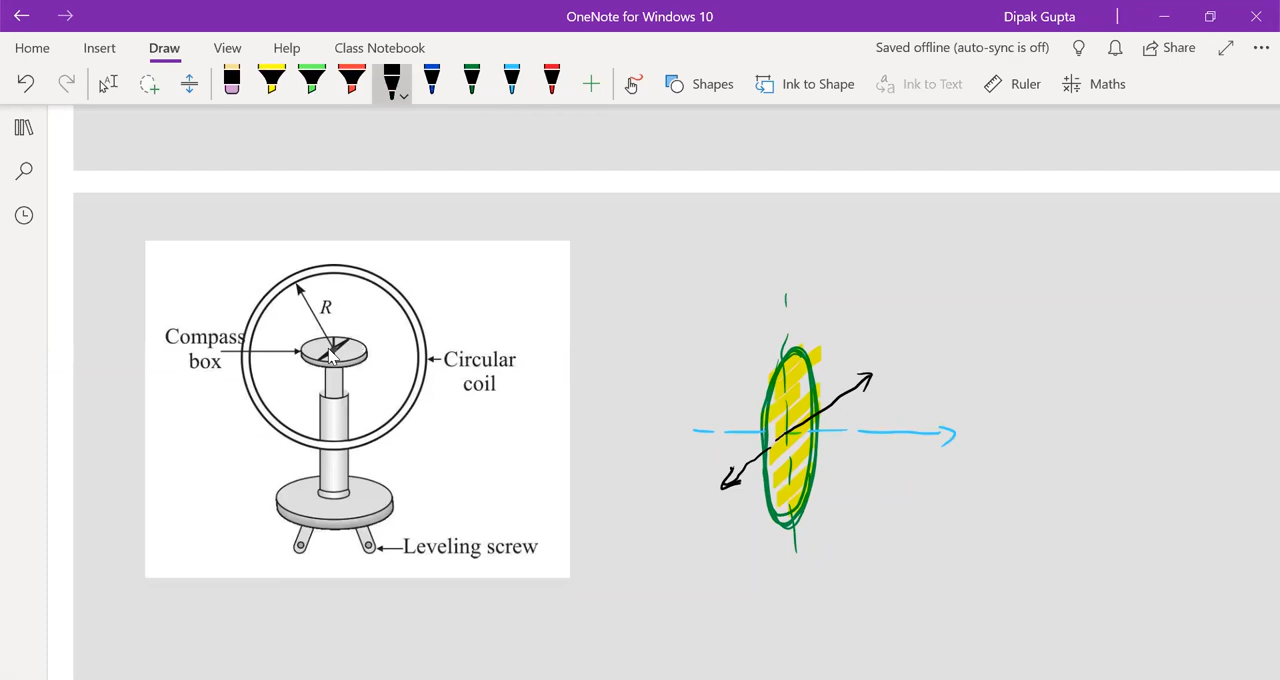 OneNote for Windows 10
Dipak Gupta
Home Insert Draw View Help Class Notebook
Saved offline (auto-sync is off)
Share
Shapes
Ink to Shape
Ink to Text
Ruler
Maths
R
Compass
box
Circular
coil
Leveling screw